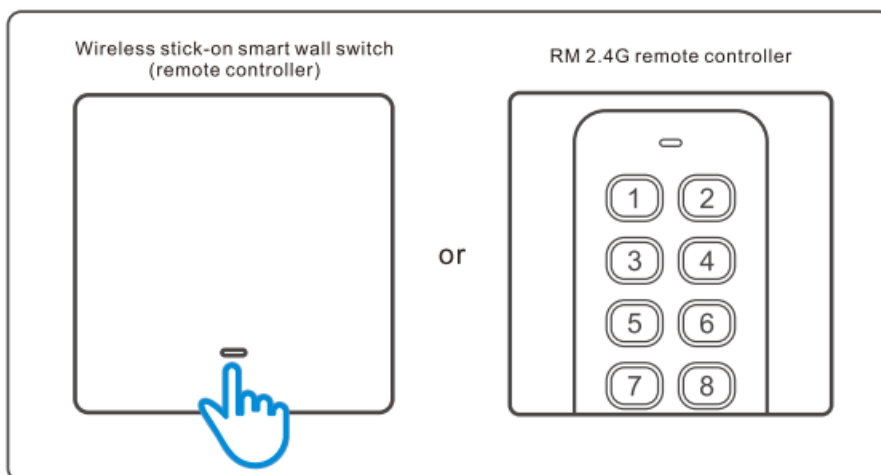 Wireless stick-on smart wall switch
(remote controller)
RM 2.4G remote controller
or
1 2
3 4
5 6
7 8